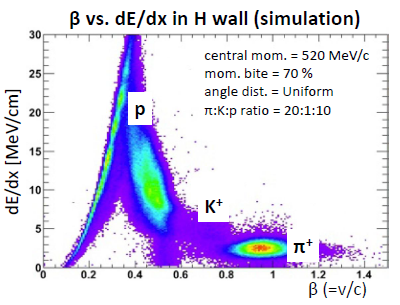 β vs. dE/dx in H wall (simulation)
central mom. = 520 MeV/c
mom. bite = 70 %
angle dist. = Uniform
π:K:p ratio = 20:1:10
dE/dx [MeV/cm]
30
25
20
15
10
5
0
p
K⁺
π⁺
0 0.2 0.4 0.6 0.8 1 1.2 1.4
β (=v/c)